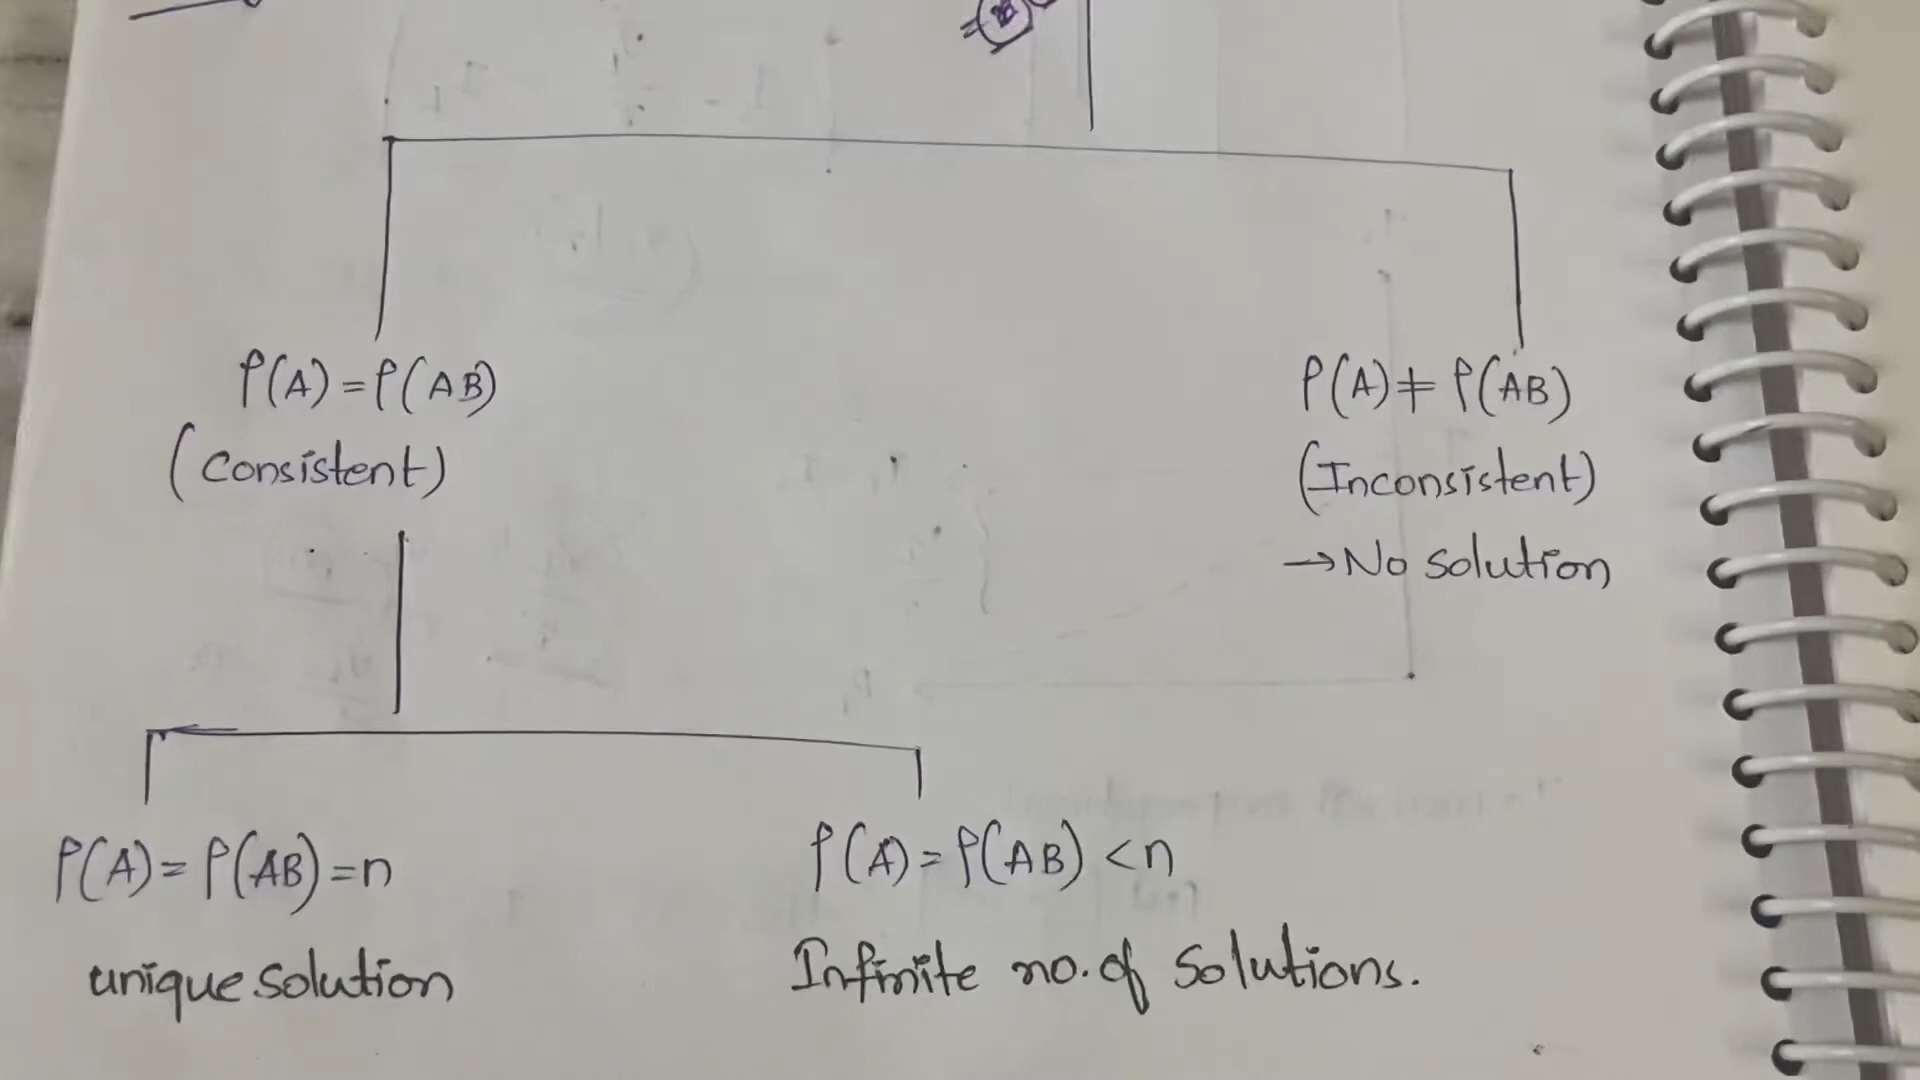 ρ(A) = ρ(AB)
(Consistent)
ρ(A) ≠ ρ(AB)
(Inconsistent)
→ No solution
ρ(A) = ρ(AB) = n
unique solution
ρ(A) = ρ(AB) < n
Infinite no. of solutions.